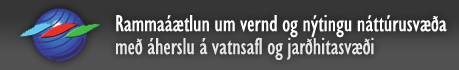 Rammaáætlun um vernd og nýtingu náttúrusvæða
með áherslu á vatnsafl og jarðhitasvæði